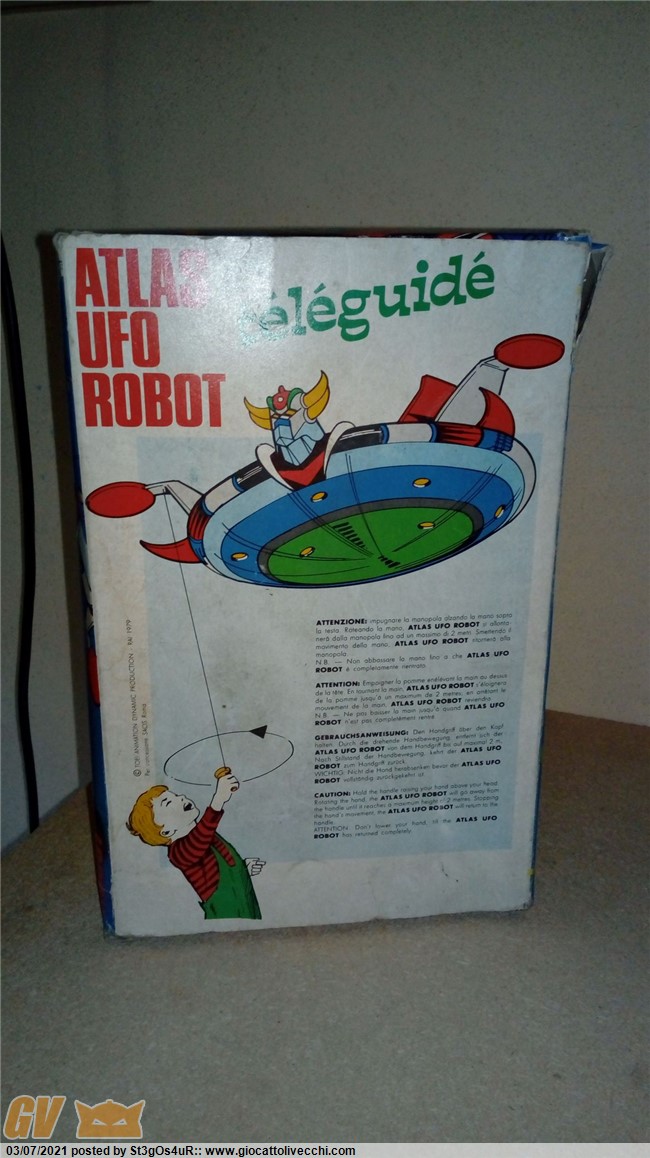 ATLAS
UFO
ROBOT
téléguidé
ATTENZIONE: impugnare la manopola alzando la mano sopra
la testa. Roteando la mano, ATLAS UFO ROBOT si allonta-
nerà dalla manopola fino ad un massimo di 2 metri. Smettendo il
movimento della mano, ATLAS UFO ROBOT ritornerà alla
manopola.
N.B. — Non abbassare la mano fino a che ATLAS UFO
ROBOT è completamente rientrato.
ATTENTION: Empoigner la pomme enlévant la main au dessus
de la tête. En tournant la main, ATLAS UFO ROBOT s'éloignera
de la pomme jusqu'à un maximum de 2 metres, en arrêtant le
mouvement de la main, ATLAS UFO ROBOT reviendra.
N.B. — Ne pas baisser la main jusqu'à quand ATLAS UFO
ROBOT n'est pas complètement rentré.
GEBRAUCHSANWEISUNG: Den Handgriff über den Kopf
halten. Durch die drehende Handbewegung, entfernt sich der
ATLAS UFO ROBOT von dem Handgriff bis auf maximal 2 m.
Nach Stillstand der Handbewegung, kehrt der ATLAS UFO
ROBOT zum Handgriff zurück.
WICHTIG: Nicht die Hand herabsenken bevor der ATLAS UFO
ROBOT vollständig zurückgekehrt ist.
CAUTION: Hold the handle raising your hand above your head.
Rotating the hand, the ATLAS UFO ROBOT will go away from
the handle until it reaches a maximum height of 2 metres. Stopping
the hand's movement, the ATLAS UFO ROBOT will return to the
handle.
ATTENTION: Don't lower your hand, till the ATLAS UFO
ROBOT has returned completely.
© TOEI ANIMATION DYNAMIC PRODUCTION - RAI 1979
Per concessione SACIS Roma
GV
03/07/2021 posted by St3gOs4uR:: www.giocattolivecchi.com